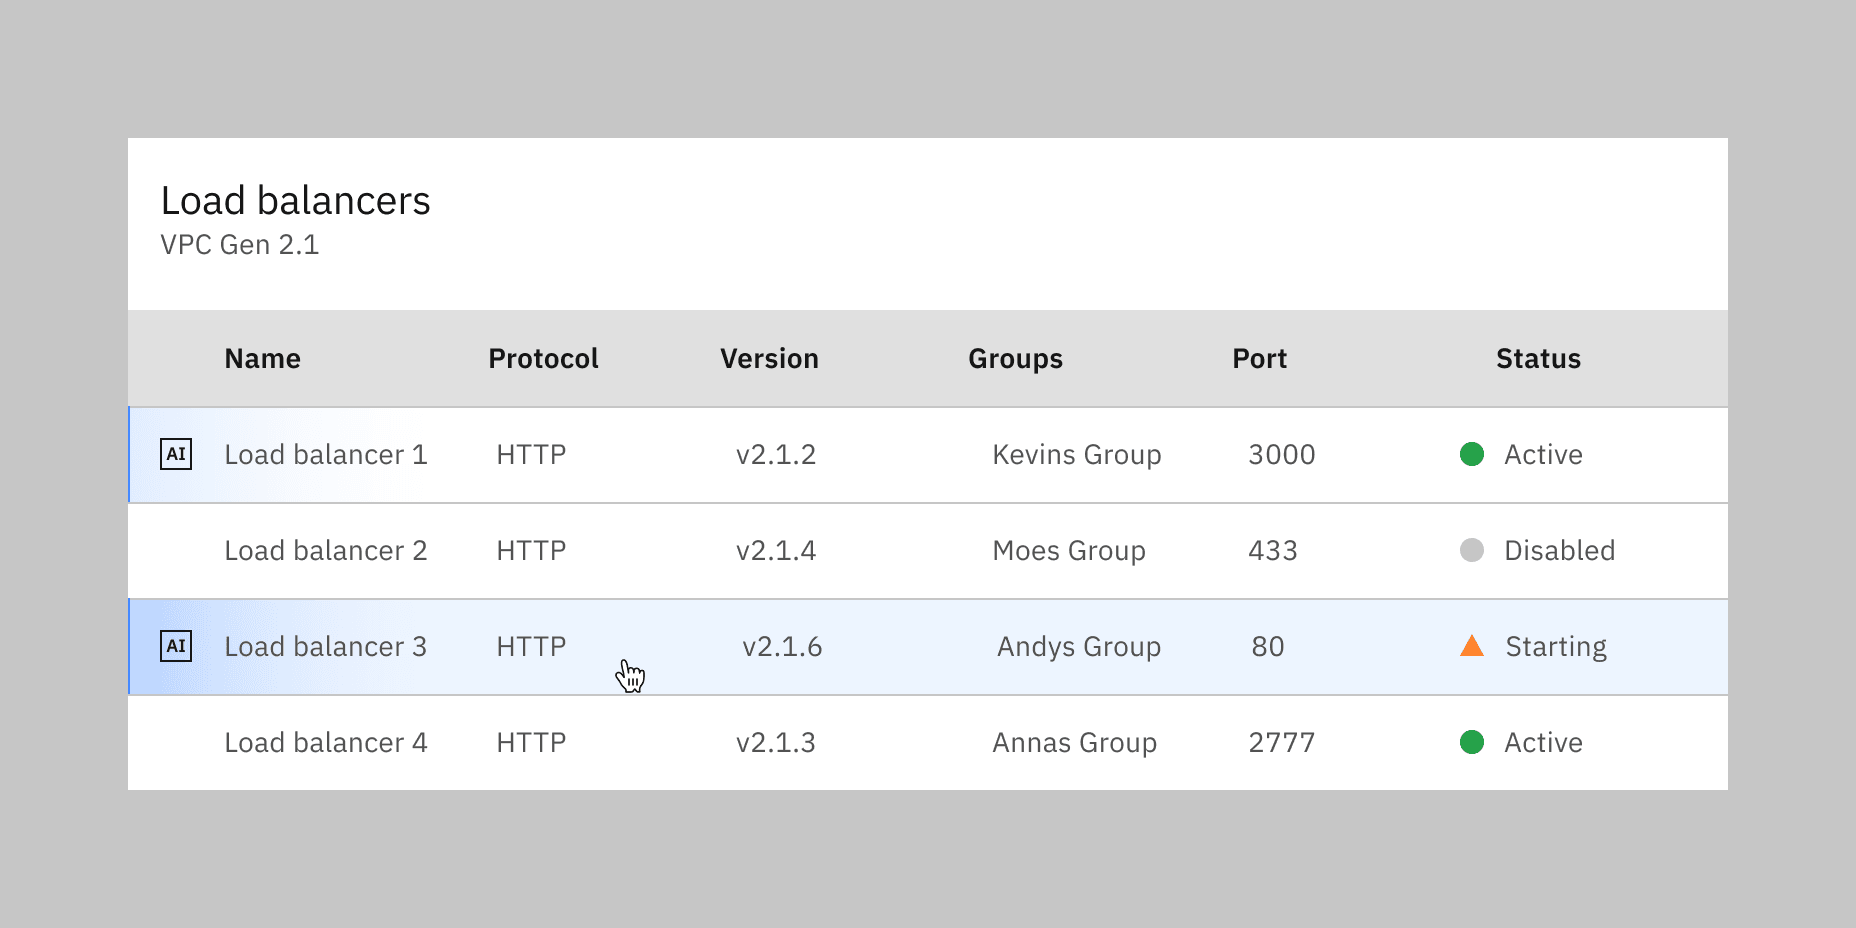 Load balancers
VPC Gen 2.1
Name Protocol Version Groups Port Status
AI Load balancer 1 HTTP v2.1.2 Kevins Group 3000 Active
Load balancer 2 HTTP v2.1.4 Moes Group 433 Disabled
AI Load balancer 3 HTTP v2.1.6 Andys Group 80 Starting
Load balancer 4 HTTP v2.1.3 Annas Group 2777 Active